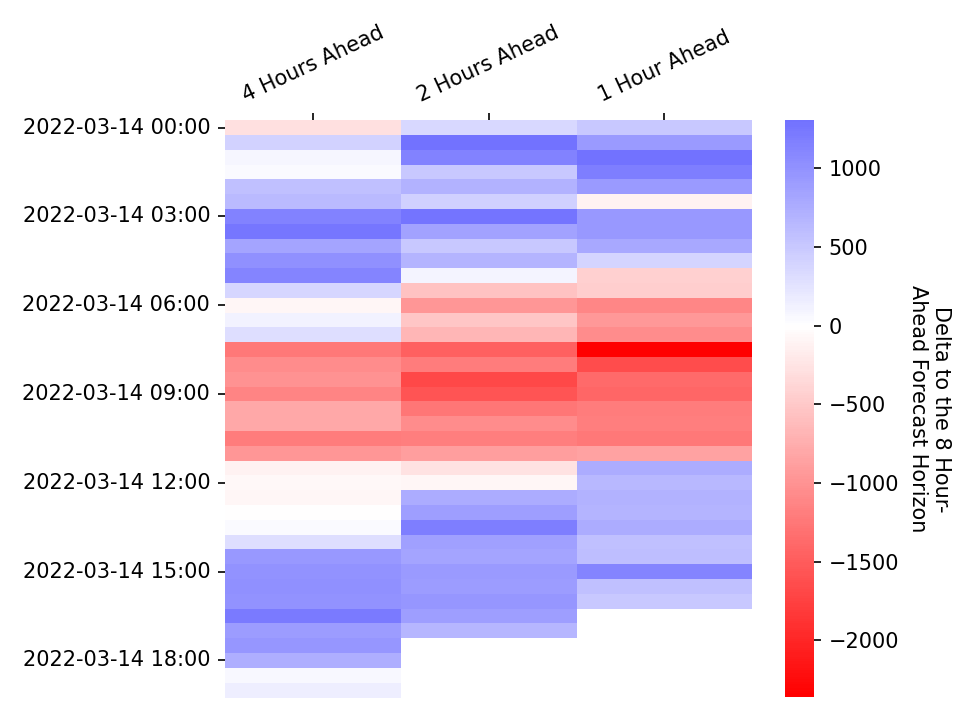 4 Hours Ahead
2 Hours Ahead
1 Hour Ahead
2022-03-14 00:00
2022-03-14 03:00
2022-03-14 06:00
2022-03-14 09:00
2022-03-14 12:00
2022-03-14 15:00
2022-03-14 18:00
1000
500
0
−500
−1000
−1500
−2000
Delta to the 8 Hour-
Ahead Forecast Horizon